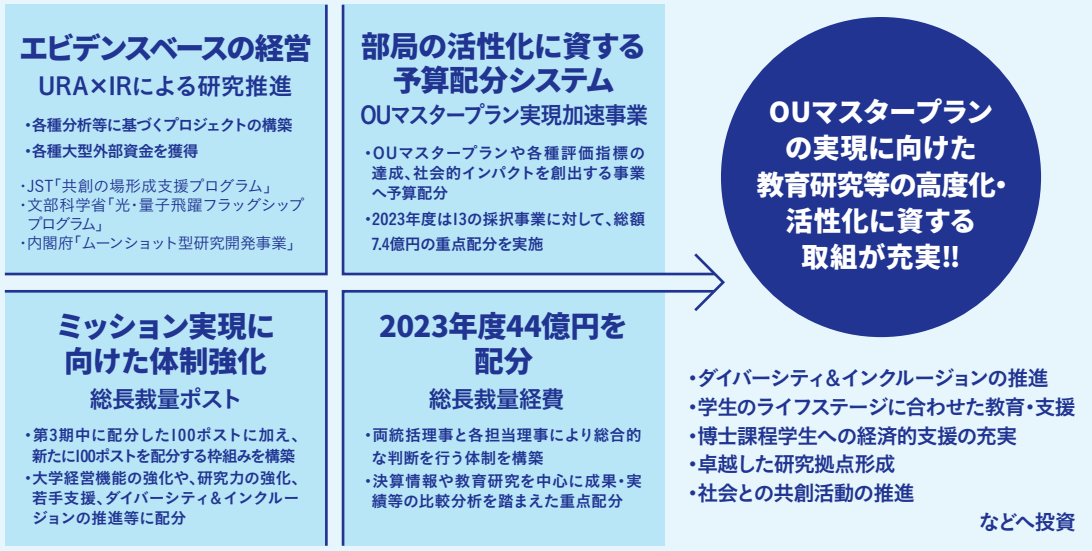 エビデンスベースの経営
URA×IRによる研究推進
・各種分析等に基づくプロジェクトの構築
・各種大型外部資金を獲得
・JST「共創の場形成支援プログラム」
・文部科学省「光・量子飛躍フラッグシップ
プログラム」
・内閣府「ムーンショット型研究開発事業」
部局の活性化に資する
予算配分システム
OUマスタープラン実現加速事業
・OUマスタープランや各種評価指標の
達成、社会的インパクトを創出する事業
へ予算配分
・2023年度は13の採択事業に対して、総額
7.4億円の重点配分を実施
ミッション実現に
向けた体制強化
総長裁量ポスト
・第3期中に配分した100ポストに加え、
新たに100ポストを配分する枠組みを構築
・大学経営機能の強化や、研究力の強化、
若手支援、ダイバーシティ&インクルー
ジョンの推進等に配分
2023年度44億円を
配分
総長裁量経費
・両統括理事と各担当理事により総合的
な判断を行う体制を構築
・決算情報や教育研究を中心に成果・実
績等の比較分析を踏まえた重点配分
OUマスタープラン
の実現に向けた
教育研究等の高度化・
活性化に資する
取組が充実!!
・ダイバーシティ&インクルージョンの推進
・学生のライフステージに合わせた教育・支援
・博士課程学生への経済的支援の充実
・卓越した研究拠点形成
・社会との共創活動の推進
などへ投資